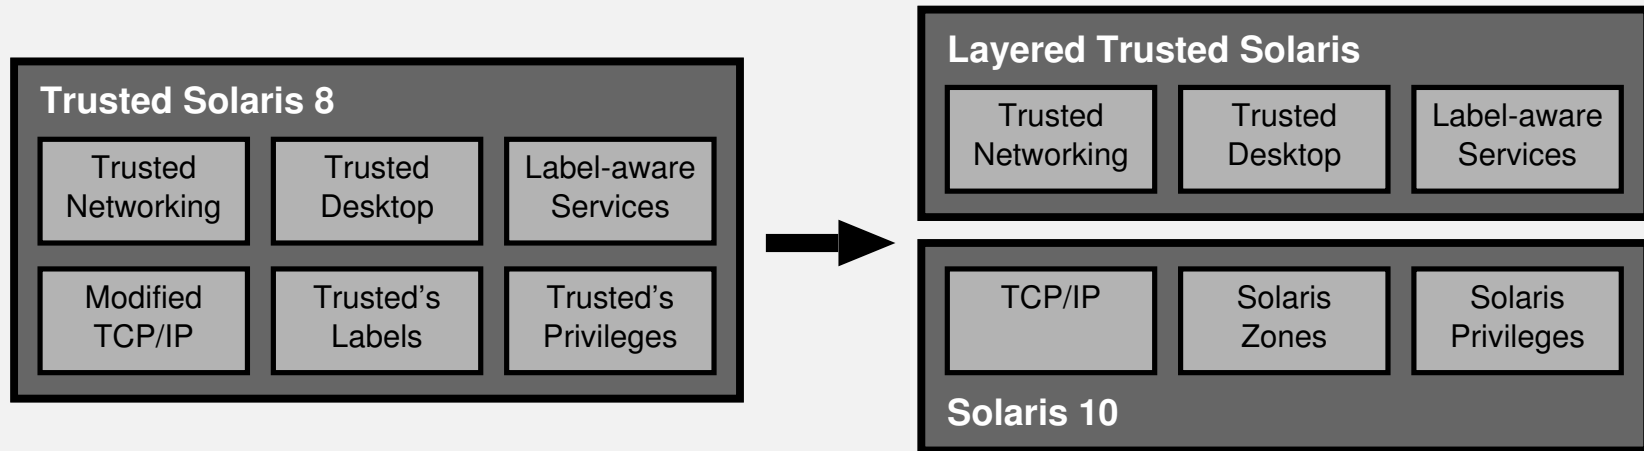 Trusted Solaris 8
Trusted
Networking
Trusted
Desktop
Label-aware
Services
Modified
TCP/IP
Trusted's
Labels
Trusted's
Privileges
Layered Trusted Solaris
Trusted
Networking
Trusted
Desktop
Label-aware
Services
TCP/IP
Solaris
Zones
Solaris
Privileges
Solaris 10